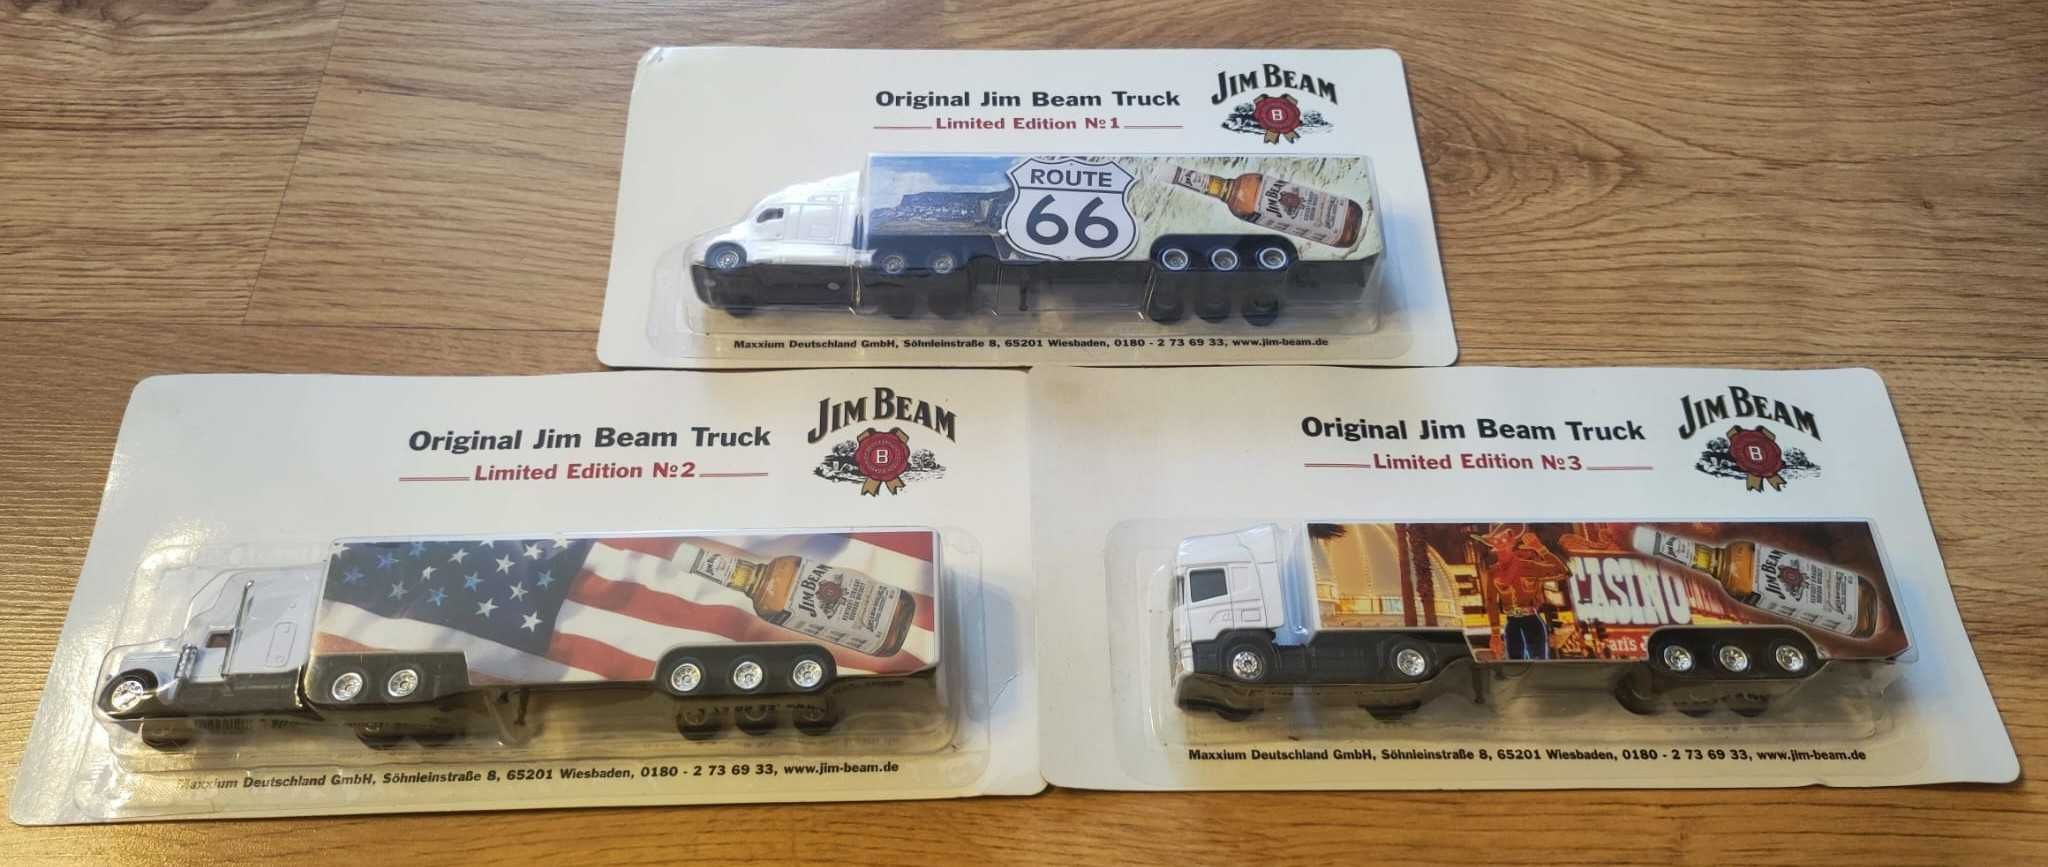 Original Jim Beam Truck
Limited Edition №1
JIM BEAM
B
ROUTE
66
JIM BEAM
Maxxium Deutschland GmbH, Söhnleinstraße 8, 65201 Wiesbaden, 0180 - 2 73 69 33, www.jim-beam.de
Original Jim Beam Truck
Limited Edition №2
JIM BEAM
B
JIM BEAM
Maxxium Deutschland GmbH, Söhnleinstraße 8, 65201 Wiesbaden, 0180 - 2 73 69 33, www.jim-beam.de
Original Jim Beam Truck
Limited Edition №3
JIM BEAM
B
CASINO
JIM BEAM
Maxxium Deutschland GmbH, Söhnleinstraße 8, 65201 Wiesbaden, 0180 - 2 73 69 33, www.jim-beam.de